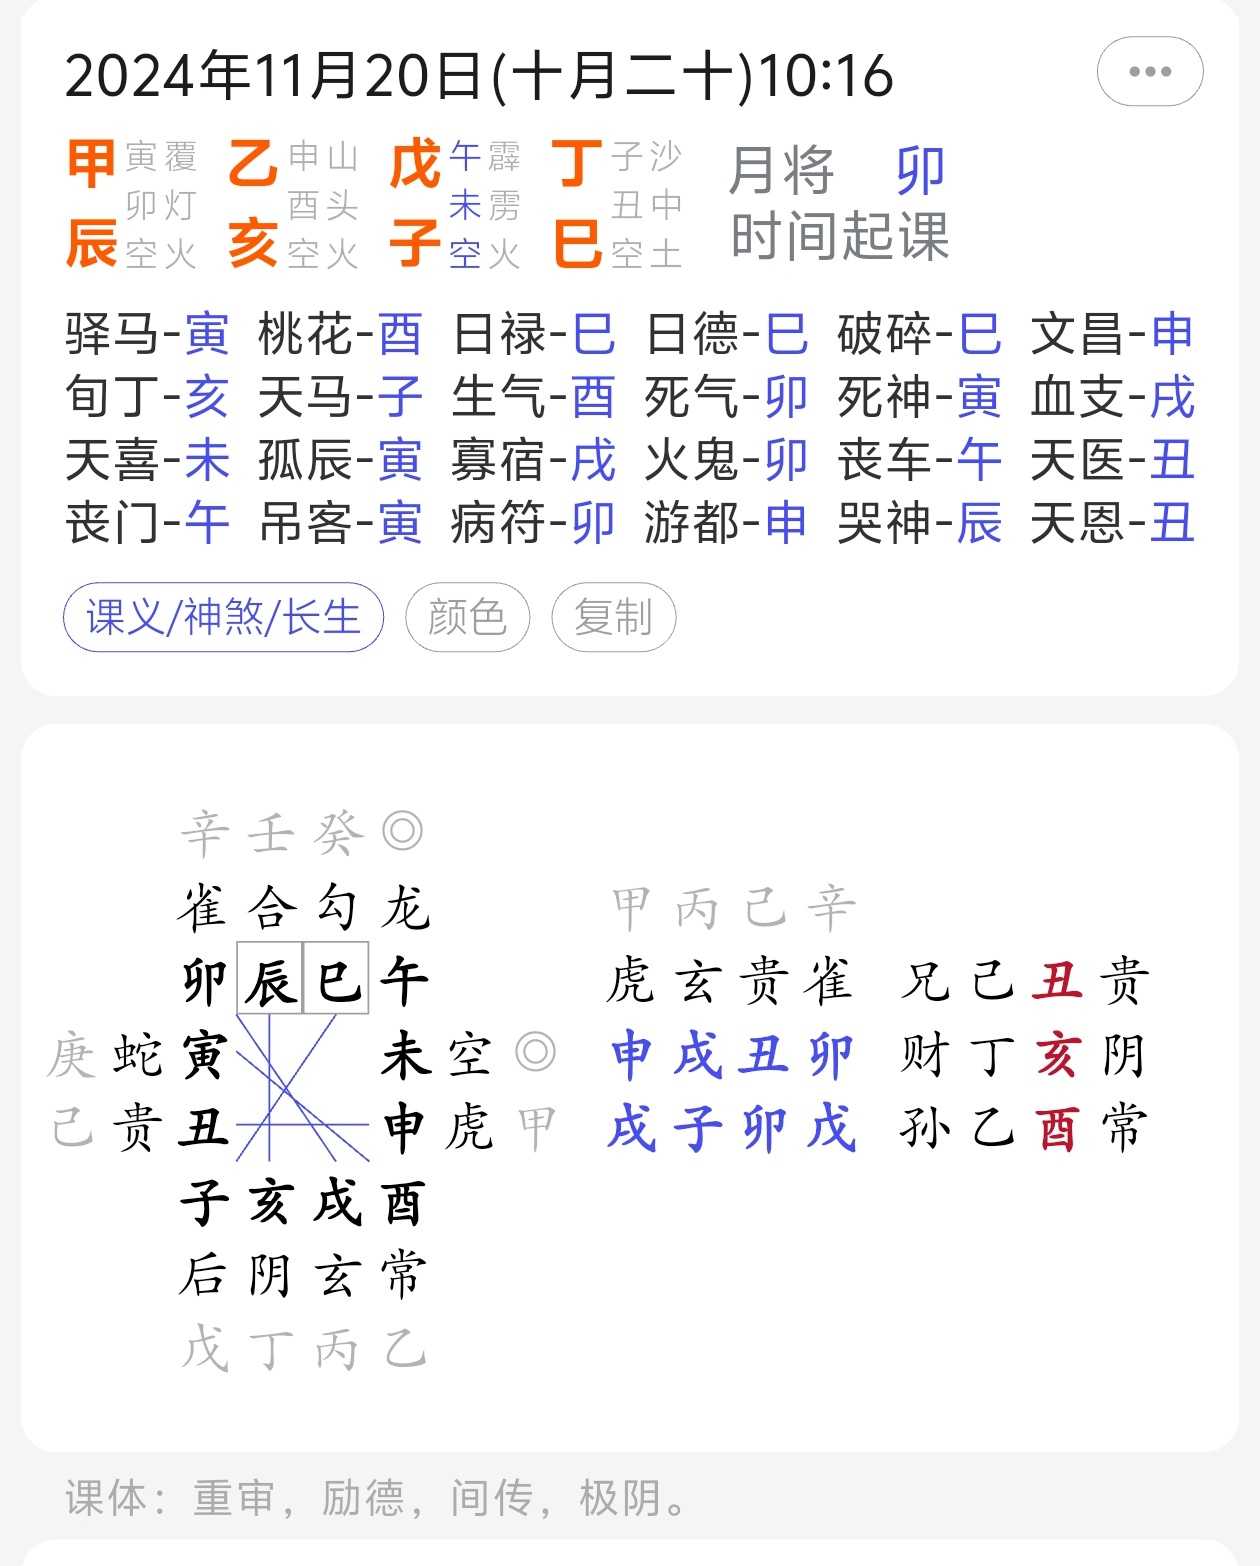 2024年11月20日(十月二十)10:16
甲 寅覆 乙 申山 戊 午霹 丁 子沙 月将 卯
卯灯 酉头 未雳 丑中
辰 空火 亥 空火 子 空火 巳 空土 时间起课
驿马-寅 桃花-酉 日禄-巳 日德-巳 破碎-巳 文昌-申
旬丁-亥 天马-子 生气-酉 死气-卯 死神-寅 血支-戌
天喜-未 孤辰-寅 寡宿-戌 火鬼-卯 丧车-午 天医-丑
丧门-午 吊客-寅 病符-卯 游都-申 哭神-辰 天恩-丑
课义/神煞/长生 颜色 复制
辛 壬 癸 ◎
雀 合 勾 龙 甲 丙 己 辛
卯 辰 巳 午 虎 玄 贵 雀 兄 己 丑 贵
庚 蛇 寅 未 空 ◎ 申 戌 丑 卯 财 丁 亥 阴
己 贵 丑 申 虎 甲 戌 子 卯 戊 孙 乙 酉 常
子 亥 戌 酉
后 阴 玄 常
戊 丁 丙 乙
课体：重审，励德，间传，极阴。